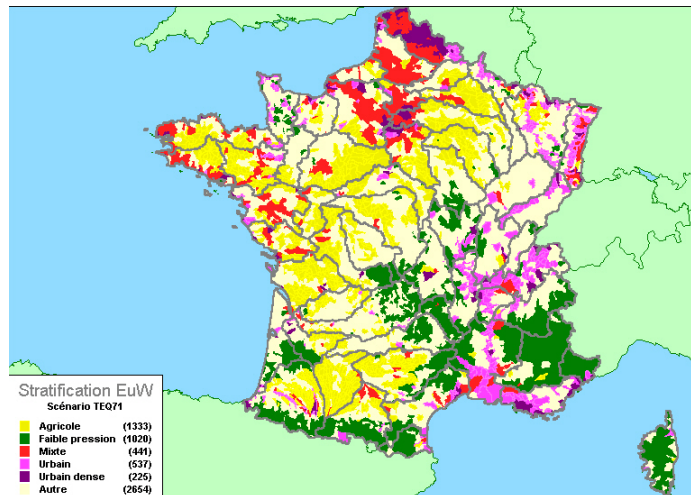 Stratification EuW
Scénario TEQ71
Agricole (1333)
Faible pression (1020)
Mixte (441)
Urbain (537)
Urbain dense (225)
Autre (2654)